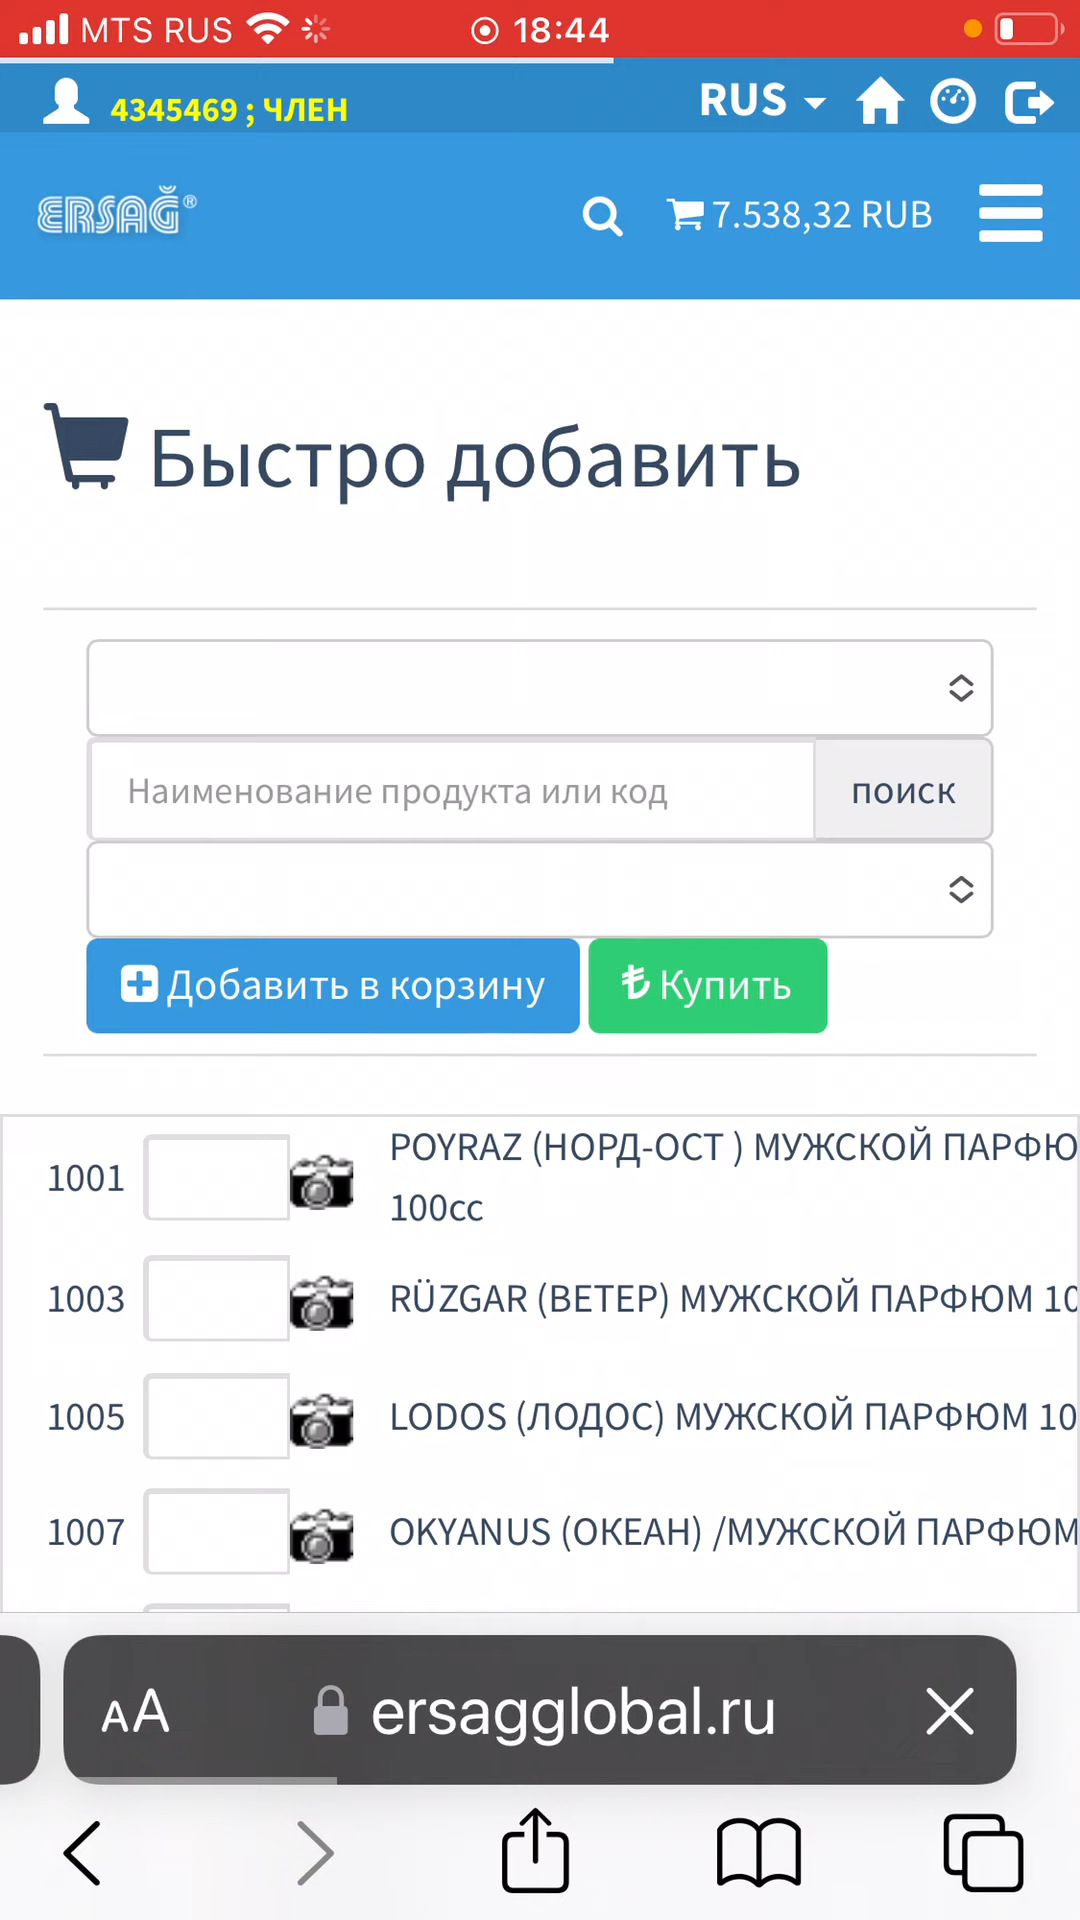 MTS RUS 18:44
4345469 ; ЧЛЕН RUS
ERSAĞ® 7.538,32 RUB
Быстро добавить
Наименование продукта или код поиск
Добавить в корзину ₺ Купить
1001 POYRAZ (НОРД-ОСТ ) МУЖСКОЙ ПАРФЮ
100cc
1003 RÜZGAR (ВЕТЕР) МУЖСКОЙ ПАРФЮМ 10
1005 LODOS (ЛОДОС) МУЖСКОЙ ПАРФЮМ 10
1007 OKYANUS (ОКЕАН) /МУЖСКОЙ ПАРФЮМ
AA ersagglobal.ru